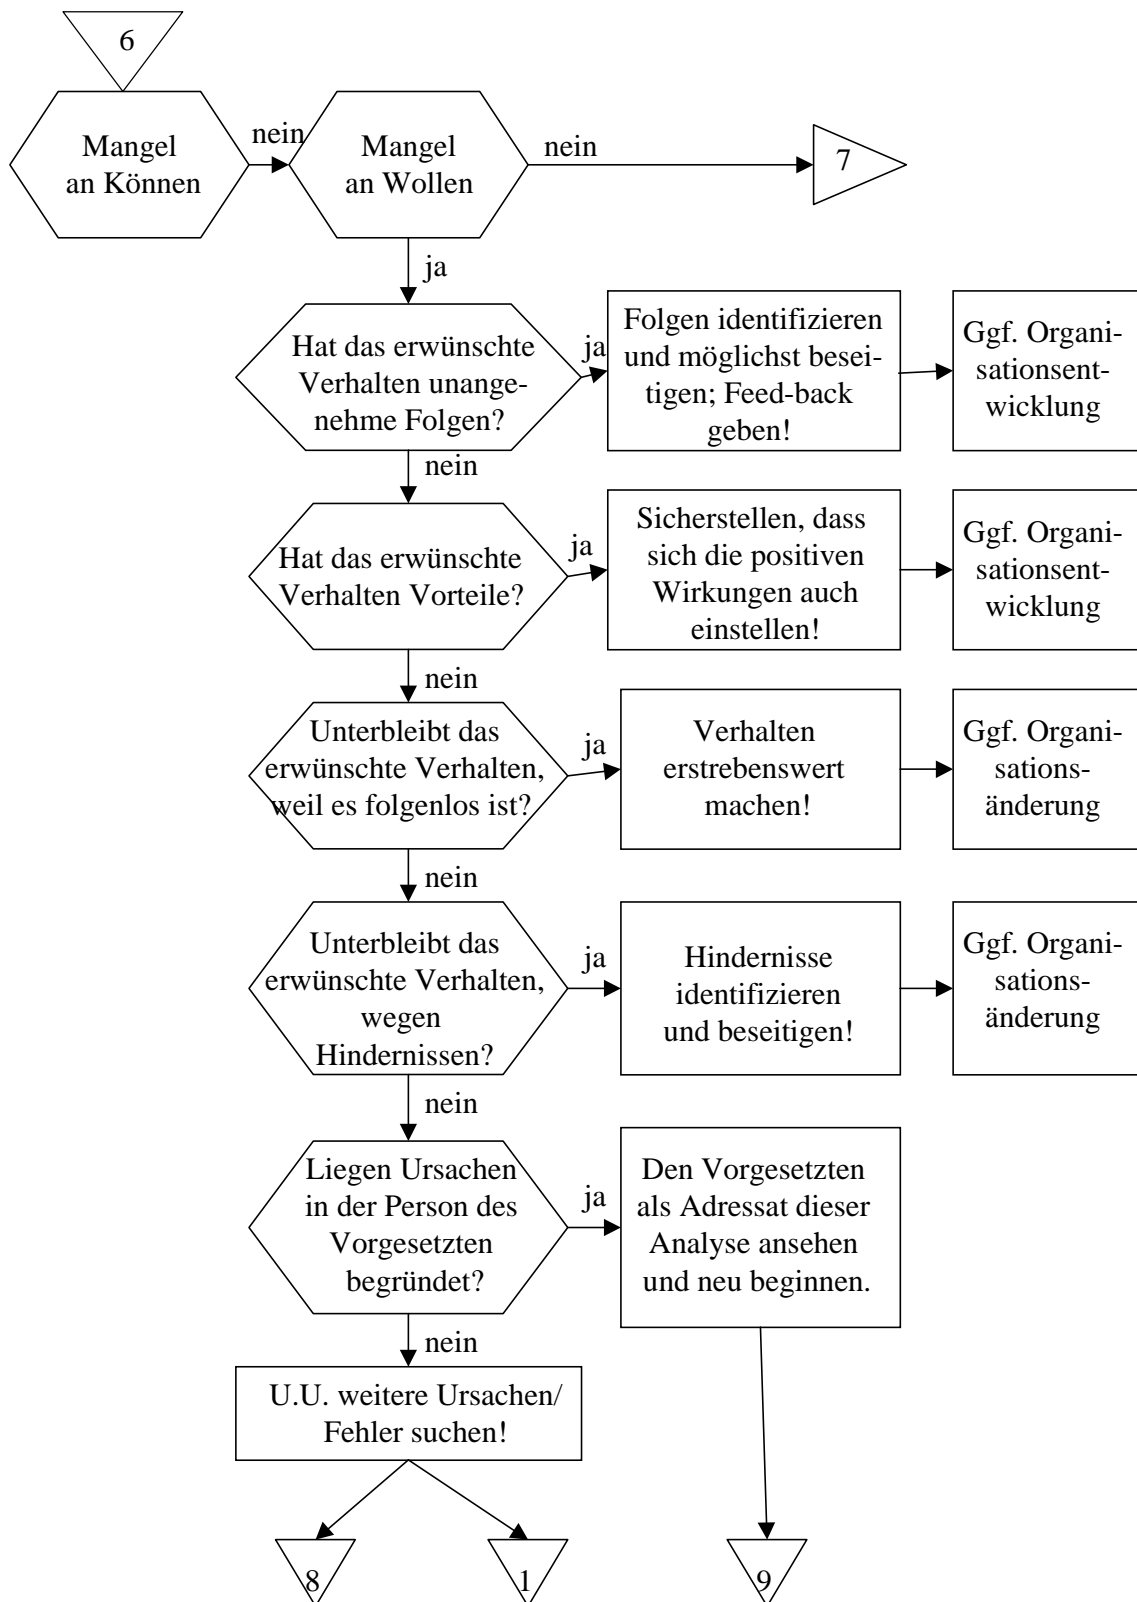 6
Mangel
an Können
nein
Mangel
an Wollen
nein
7
ja
Hat das erwünschte
Verhalten unange-
nehme Folgen?
ja
Folgen identifizieren
und möglichst besei-
tigen; Feed-back
geben!
Ggf. Organi-
sationsent-
wicklung
nein
Hat das erwünschte
Verhalten Vorteile?
ja
Sicherstellen, dass
sich die positiven
Wirkungen auch
einstellen!
Ggf. Organi-
sationsent-
wicklung
nein
Unterbleibt das
erwünschte Verhalten,
weil es folgenlos ist?
ja
Verhalten
erstrebenswert
machen!
Ggf. Organi-
sations-
änderung
nein
Unterbleibt das
erwünschte Verhalten,
wegen
Hindernissen?
ja
Hindernisse
identifizieren
und beseitigen!
Ggf. Organi-
sations-
änderung
nein
Liegen Ursachen
in der Person des
Vorgesetzten
begründet?
ja
Den Vorgesetzten
als Adressat dieser
Analyse ansehen
und neu beginnen.
nein
U.U. weitere Ursachen/
Fehler suchen!
8
1
9